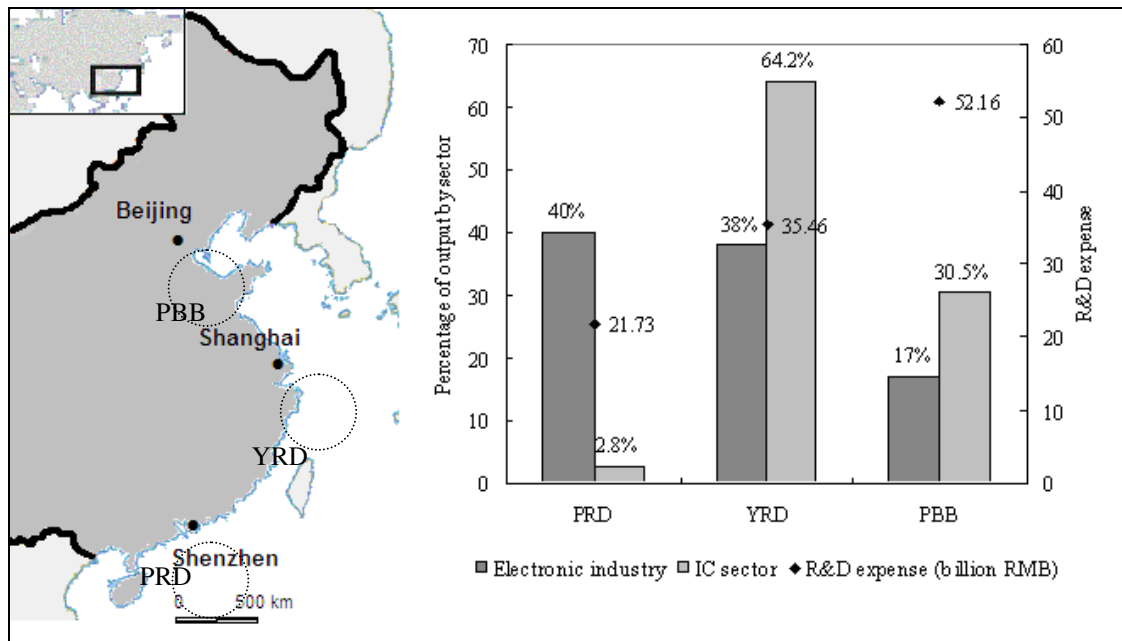 Beijing
PBB
Shanghai
YRD
Shenzhen
PRD
0 500 km
Percentage of output by sector
70
60
50
40
30
20
10
0
40%
2.8%
21.73
38%
64.2%
35.46
17%
30.5%
52.16
PRD YRD PBB
60
50
40
30
20
10
0
R&D expense
Electronic industry IC sector R&D expense (billion RMB)